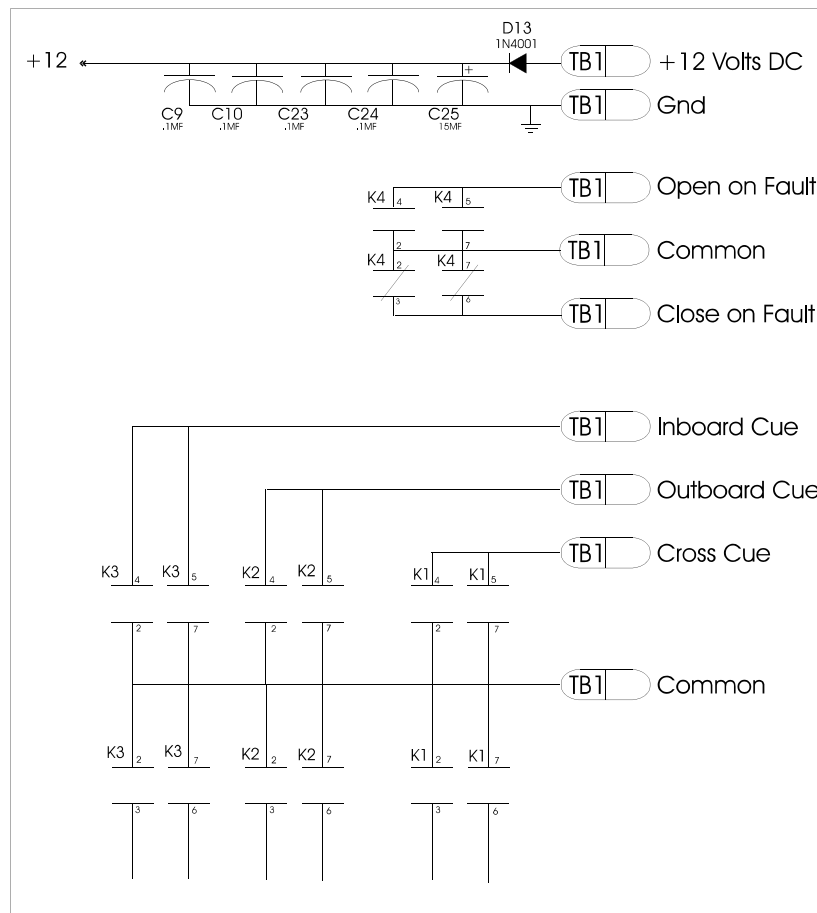 D13
1N4001
+12
TB1 +12 Volts DC
TB1 Gnd
C9 C10 C23 C24 C25
.1MF .1MF .1MF .1MF 15MF
+
TB1 Open on Fault
K4 4 K4 5
2 7
TB1 Common
K4 2 K4 7
3 6
TB1 Close on Fault
TB1 Inboard Cue
TB1 Outboard Cue
TB1 Cross Cue
K3 4 K3 5 K2 4 K2 5 K1 4 K1 5
2 7 2 7 2 7
TB1 Common
K3 2 K3 7 K2 2 K2 7 K1 2 K1 7
3 6 3 6 3 6